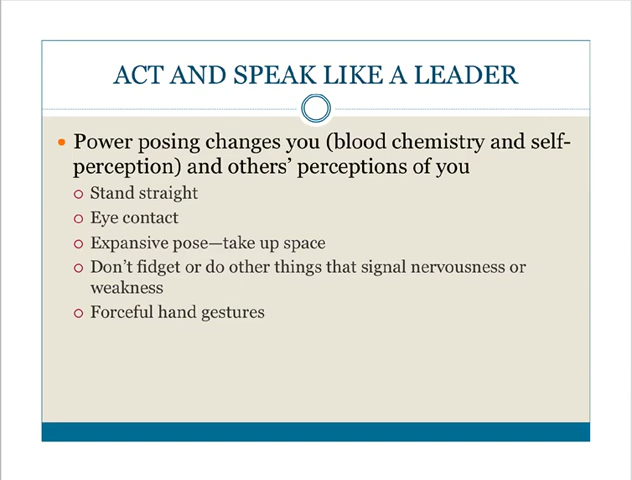 ACT AND SPEAK LIKE A LEADER
• Power posing changes you (blood chemistry and self-
perception) and others’ perceptions of you
○ Stand straight
○ Eye contact
○ Expansive pose—take up space
○ Don’t fidget or do other things that signal nervousness or
weakness
○ Forceful hand gestures